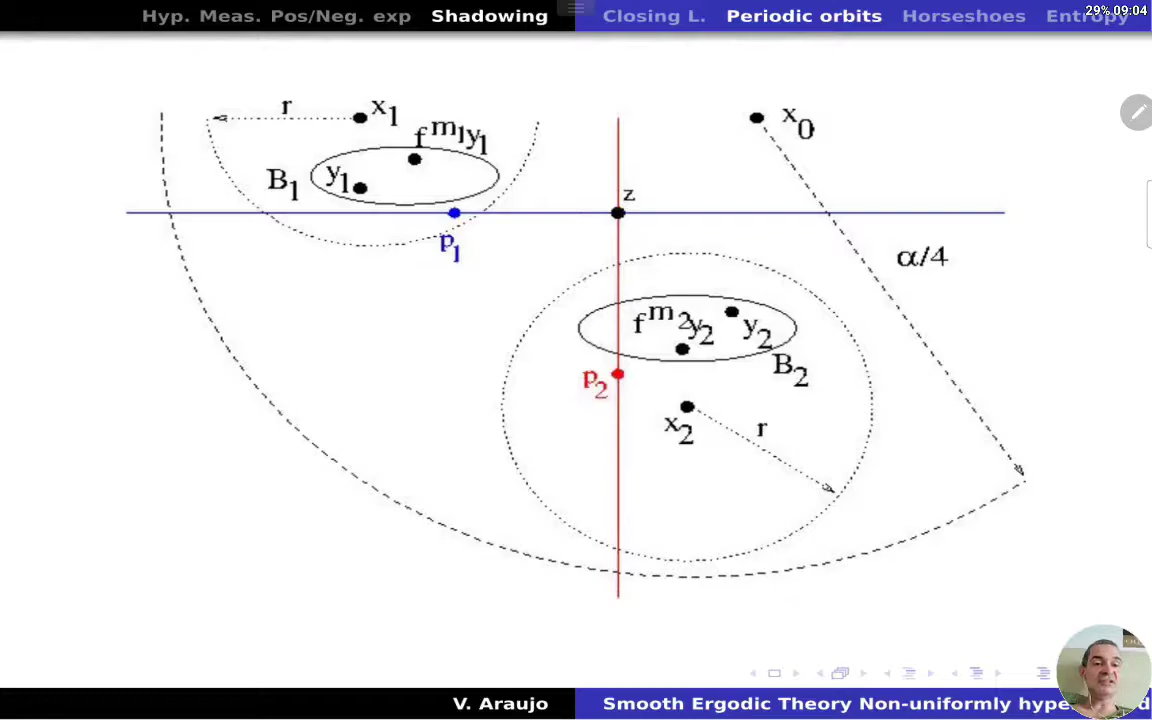 Hyp. Meas. Pos/Neg. exp Shadowing Closing L. Periodic orbits Horseshoes Entropy
29% 09:04
r x1 x0
f^m1y1
B1 y1
z
p1
α/4
f^m2y2 y2
B2
p2
x2 r
V. Araujo Smooth Ergodic Theory Non-uniformly hype